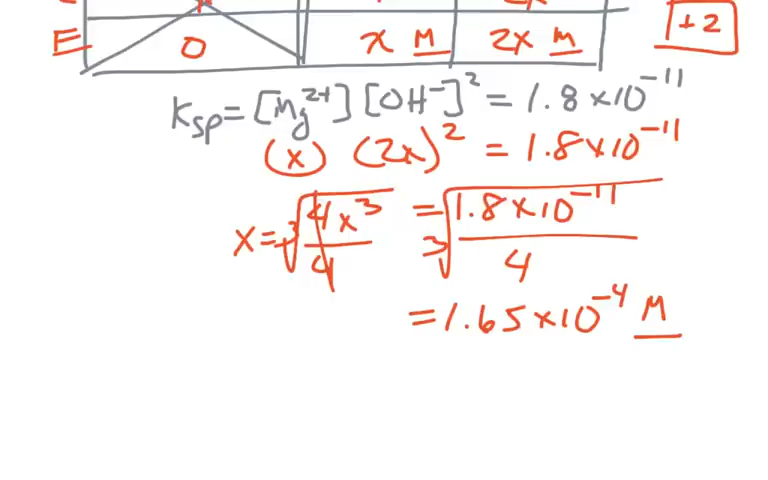 E 0 x M 2x M +2
Ksp = [Mg²⁺] [OH⁻]² = 1.8 × 10⁻¹¹
(x) (2x)² = 1.8 × 10⁻¹¹
x = ∛(4x³/4) = ∛(1.8 × 10⁻¹¹/4)
= 1.65 × 10⁻⁴ M